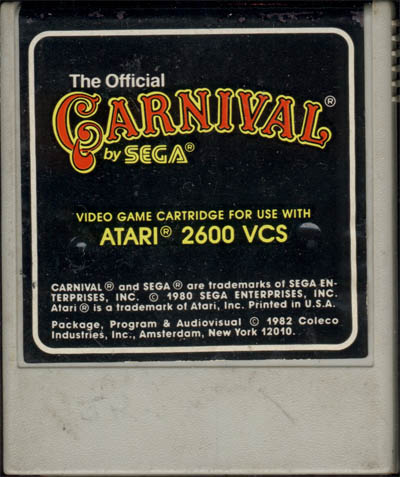 The Official
CARNIVAL®
by SEGA®
VIDEO GAME CARTRIDGE FOR USE WITH
ATARI® 2600 VCS
CARNIVAL® and SEGA® are trademarks of SEGA EN-
TERPRISES, INC. © 1980 SEGA ENTERPRISES, INC.
Atari® is a trademark of Atari, Inc. Printed in U.S.A.
Package, Program & Audiovisual © 1982 Coleco
Industries, Inc., Amsterdam, New York 12010.